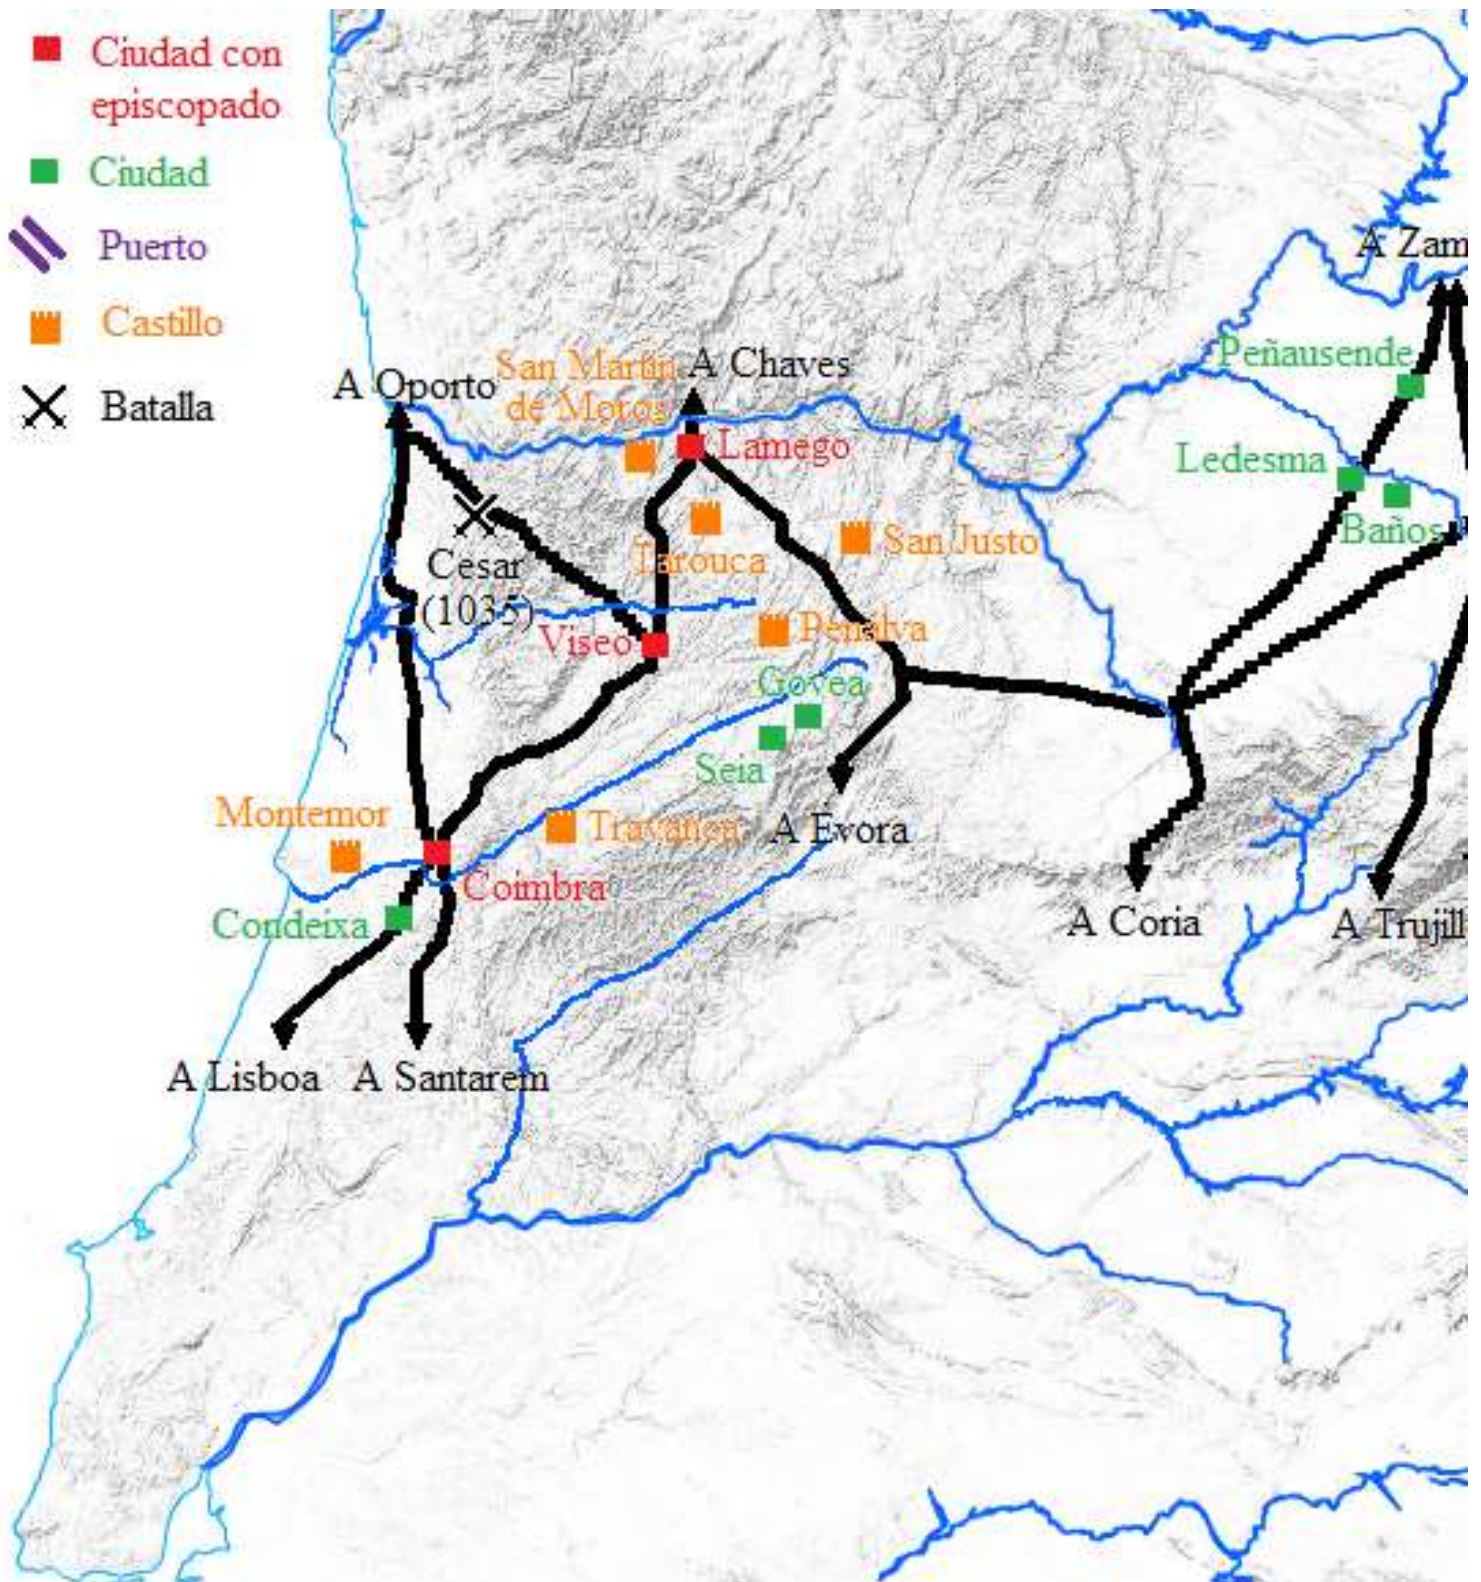 Ciudad con
episcopado
Ciudad
Puerto
Castillo
Batalla
A Zam
Peñausende
San Martín
de Moros
A Chaves
A Oporto
Lamego
Ledesma
Baños
San Justo
Tarouca
Cesar
(1035)
Viseo
Penalva
Govea
Seia
Montemor
Travanca
A Évora
Coimbra
Condeixa
A Coria
A Trujill
A Lisboa
A Santarem